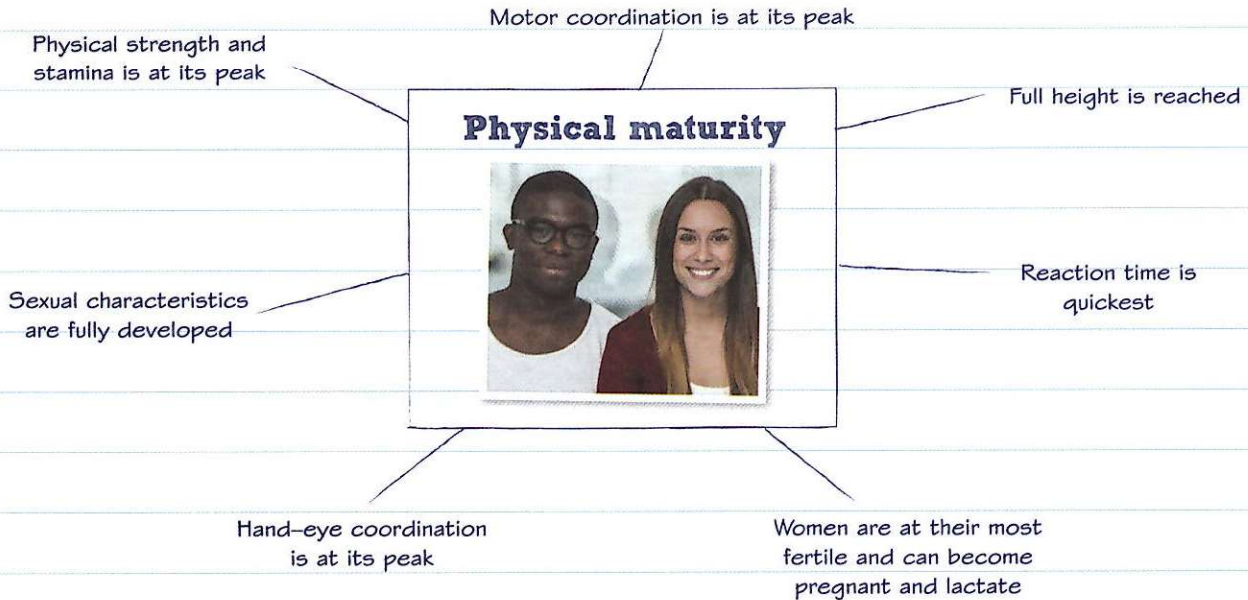 Motor coordination is at its peak
Physical strength and
stamina is at its peak
Full height is reached
Physical maturity
Sexual characteristics
are fully developed
Reaction time is
quickest
Hand–eye coordination
is at its peak
Women are at their most
fertile and can become
pregnant and lactate